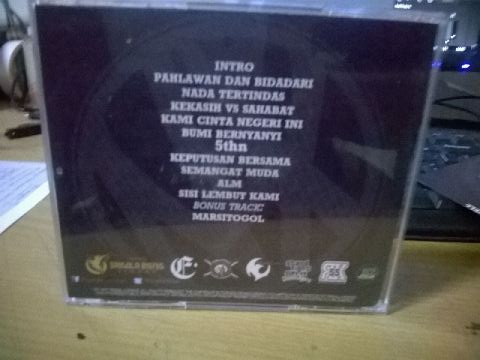 INTRO
PAHLAWAN DAN BIDADARI
NADA TERTINDAS
KEKASIH VS SAHABAT
KAMI CINTA NEGERI INI
BUMI BERNYANYI
5thn
KEPUTUSAN BERSAMA
SEMANGAT MUDA
ALM
SISI LEMBUT KAMI
BONUS TRACK:
MARSITOGOL